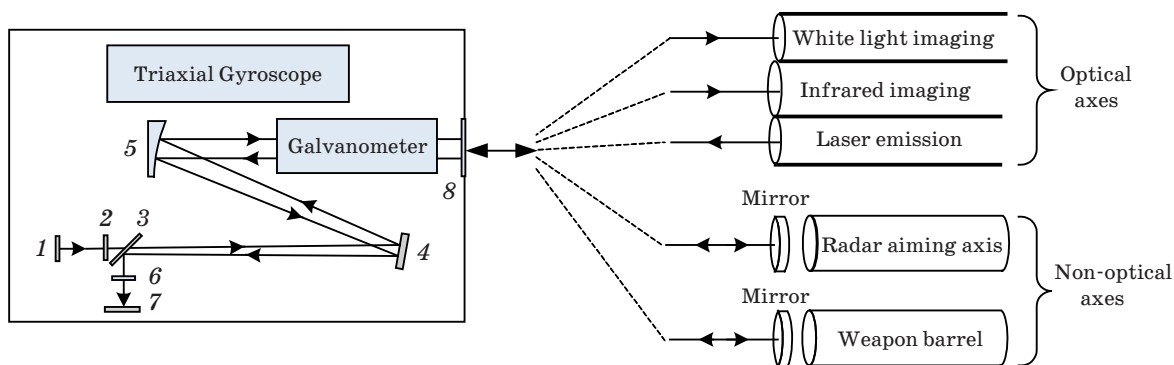 Triaxial Gyroscope
Galvanometer
5
8
2
3
1
4
6
7
White light imaging
Infrared imaging
Laser emission
Optical
axes
Mirror
Radar aiming axis
Mirror
Weapon barrel
Non-optical
axes